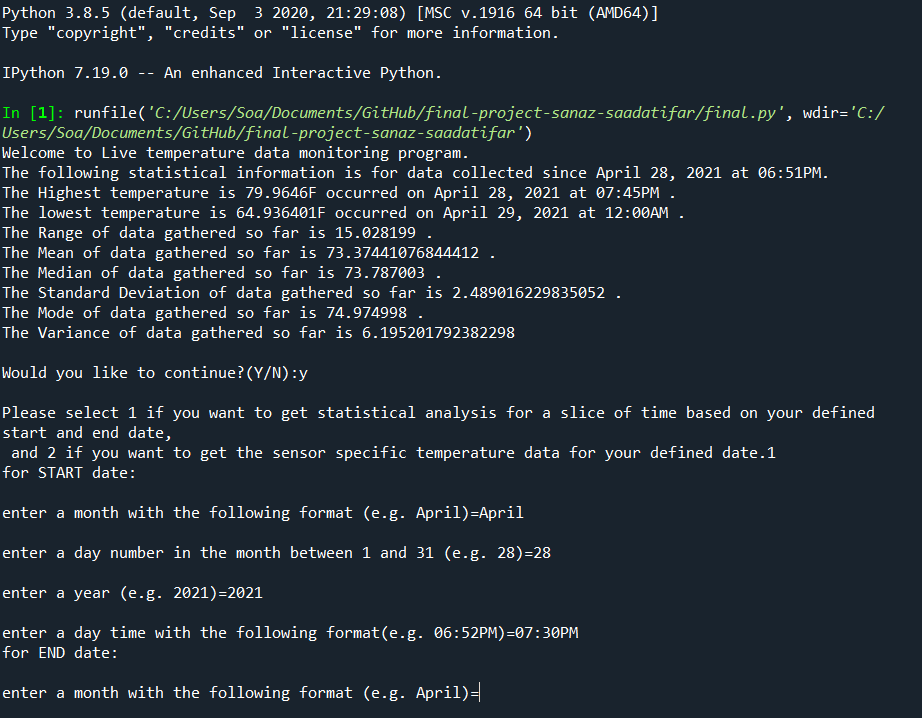 Python 3.8.5 (default, Sep  3 2020, 21:29:08) [MSC v.1916 64 bit (AMD64)]
Type "copyright", "credits" or "license" for more information.
IPython 7.19.0 -- An enhanced Interactive Python.
In [1]: runfile('C:/Users/Soa/Documents/GitHub/final-project-sanaz-saadatifar/final.py', wdir='C:/
Users/Soa/Documents/GitHub/final-project-sanaz-saadatifar')
Welcome to Live temperature data monitoring program.
The following statistical information is for data collected since April 28, 2021 at 06:51PM.
The Highest temperature is 79.9646F occurred on April 28, 2021 at 07:45PM .
The lowest temperature is 64.936401F occurred on April 29, 2021 at 12:00AM .
The Range of data gathered so far is 15.028199 .
The Mean of data gathered so far is 73.37441076844412 .
The Median of data gathered so far is 73.787003 .
The Standard Deviation of data gathered so far is 2.489016229835052 .
The Mode of data gathered so far is 74.974998 .
The Variance of data gathered so far is 6.195201792382298
Would you like to continue?(Y/N):y
Please select 1 if you want to get statistical analysis for a slice of time based on your defined
start and end date,
 and 2 if you want to get the sensor specific temperature data for your defined date.1
for START date:
enter a month with the following format (e.g. April)=April
enter a day number in the month between 1 and 31 (e.g. 28)=28
enter a year (e.g. 2021)=2021
enter a day time with the following format(e.g. 06:52PM)=07:30PM
for END date:
enter a month with the following format (e.g. April)=